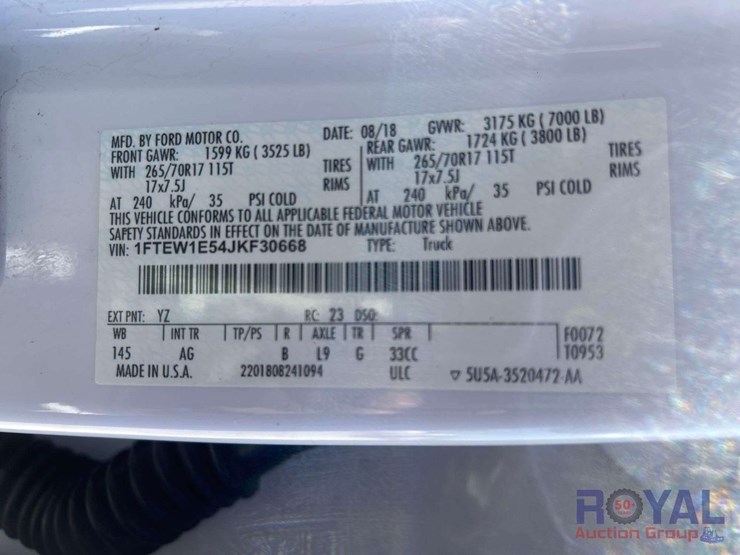 MFD. BY FORD MOTOR CO.
DATE: 08/18 GVWR: 3175 KG ( 7000 LB)
FRONT GAWR: 1599 KG ( 3525 LB) REAR GAWR: 1724 KG ( 3800 LB)
WITH 265/70R17 115T TIRES WITH 265/70R17 115T TIRES
17x7.5J RIMS 17x7.5J RIMS
AT 240 kPa/ 35 PSI COLD AT 240 kPa/ 35 PSI COLD
THIS VEHICLE CONFORMS TO ALL APPLICABLE FEDERAL MOTOR VEHICLE
SAFETY STANDARDS IN EFFECT ON THE DATE OF MANUFACTURE SHOWN ABOVE.
VIN: 1FTEW1E54JKF30668 TYPE: Truck
EXT PNT: YZ RC: 23 DSO:
WB INT TR TP/PS R AXLE TR SPR F0072
145 AG B L9 G 33CC T0953
MADE IN U.S.A. 2201808241094 ULC ▽ 5U5A-3520472-AA
ROYAL
50
Auction Group